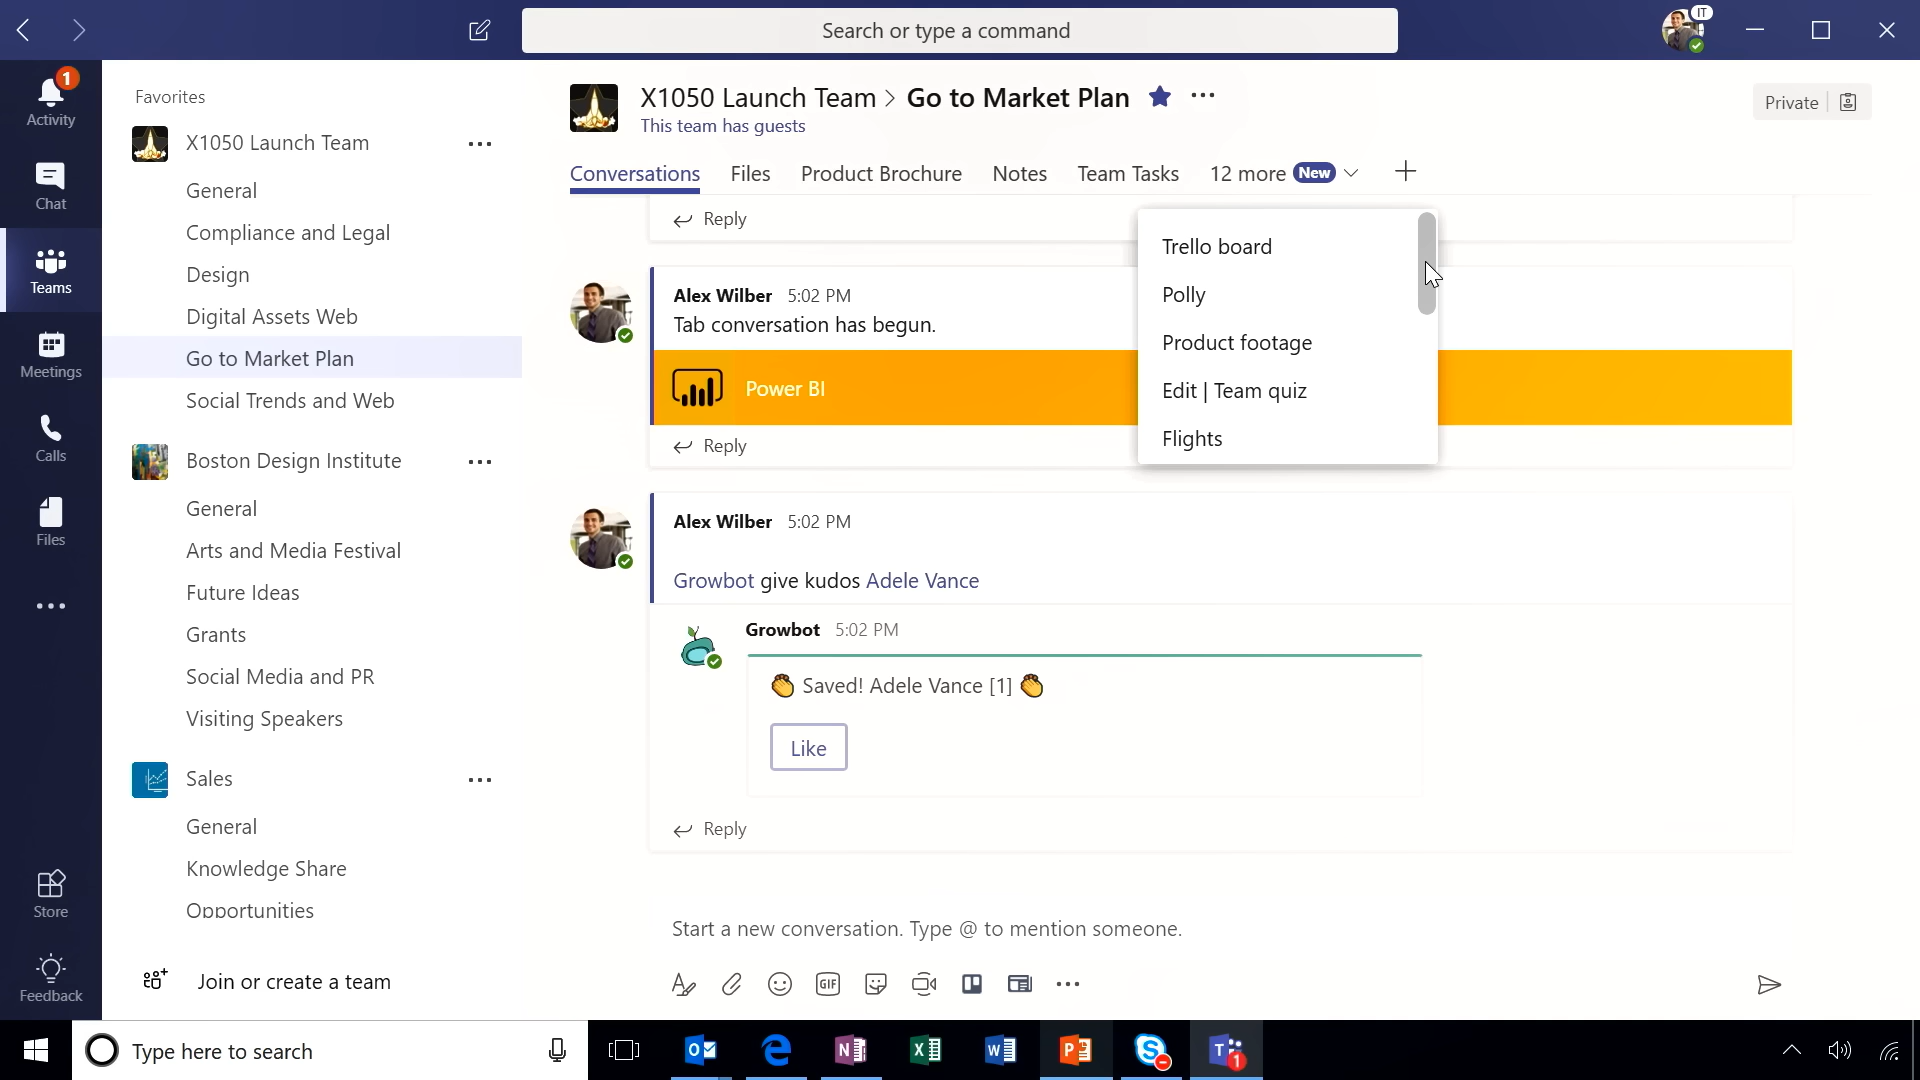 Search or type a command
IT
1
Activity
Chat
Teams
Meetings
Calls
Files
Store
Feedback
Favorites
X1050 Launch Team
General
Compliance and Legal
Design
Digital Assets Web
Go to Market Plan
Social Trends and Web
Boston Design Institute
General
Arts and Media Festival
Future Ideas
Grants
Social Media and PR
Visiting Speakers
Sales
General
Knowledge Share
Opportunities
Join or create a team
X1050 Launch Team > Go to Market Plan
This team has guests
Private
Conversations Files Product Brochure Notes Team Tasks 12 more New
Reply
Trello board
Polly
Product footage
Edit | Team quiz
Flights
Alex Wilber 5:02 PM
Tab conversation has begun.
Power BI
Reply
Alex Wilber 5:02 PM
Growbot give kudos Adele Vance
Growbot 5:02 PM
👏 Saved! Adele Vance [1] 👏
Like
Reply
Start a new conversation. Type @ to mention someone.
GIF
Type here to search
1